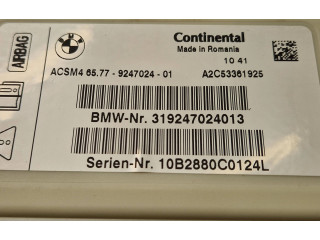 AIRBAG
BMW
Continental
Made in Romania
10 41
ACSM4 65.77 - 9247024 - 01
A2C53361925
BMW-Nr. 319247024013
Serien-Nr. 10B2880C0124L